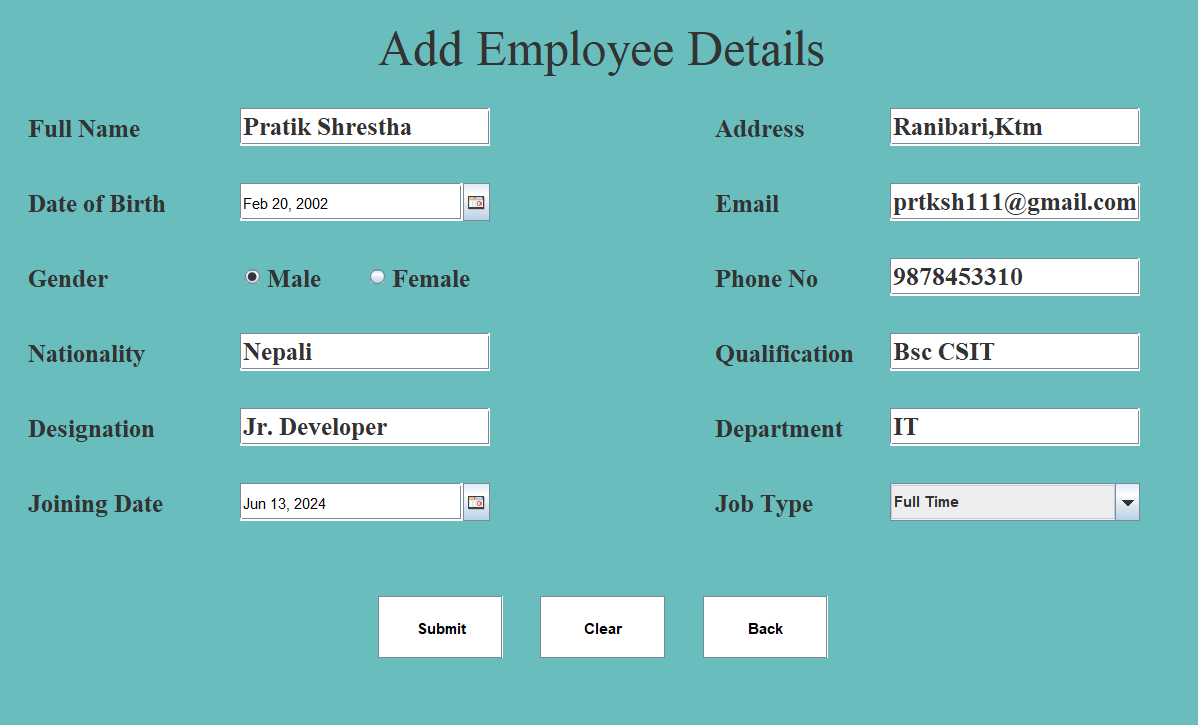 Add Employee Details
Full Name Pratik Shrestha Address Ranibari,Ktm
Date of Birth Feb 20, 2002 Email prtksh111@gmail.com
Gender Male Female Phone No 9878453310
Nationality Nepali Qualification Bsc CSIT
Designation Jr. Developer Department IT
Joining Date Jun 13, 2024 Job Type Full Time
Submit Clear Back